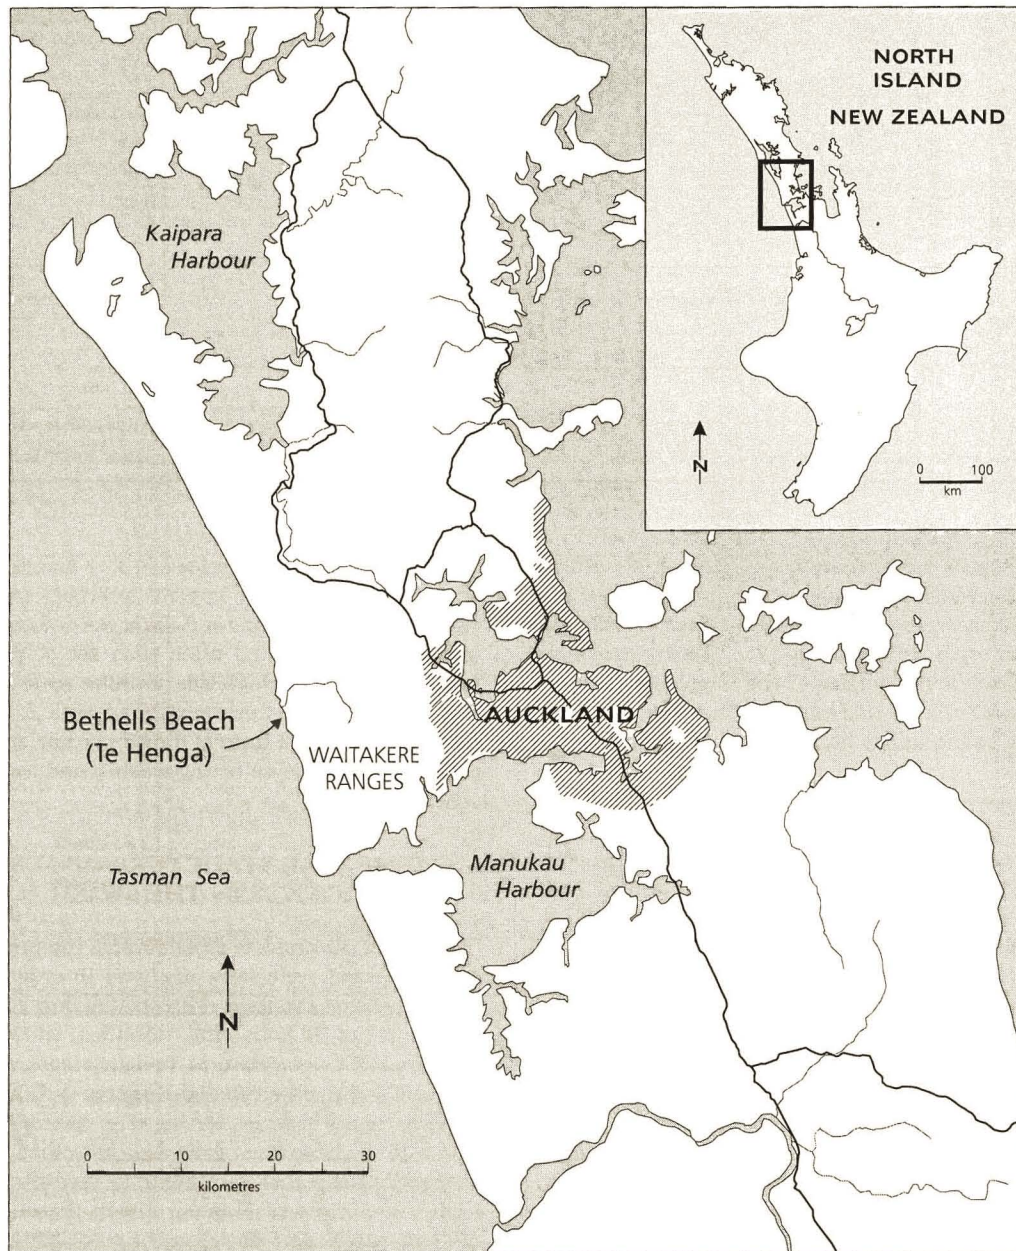 NORTH
ISLAND
NEW ZEALAND
N
0 100
km
Kaipara
Harbour
AUCKLAND
Bethells Beach
(Te Henga)
WAITAKERE
RANGES
Manukau
Harbour
Tasman Sea
N
0 10 20 30
kilometres